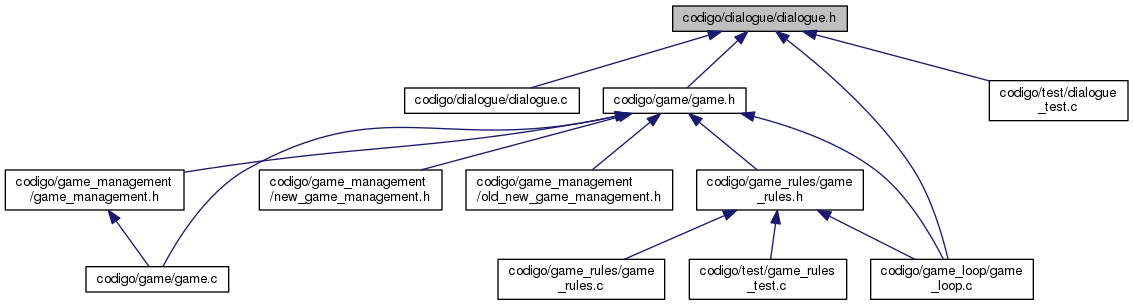 codigo/dialogue/dialogue.h
codigo/dialogue/dialogue.c
codigo/game/game.h
codigo/test/dialogue
_test.c
codigo/game_management
/game_management.h
codigo/game_management
/new_game_management.h
codigo/game_management
/old_new_game_management.h
codigo/game_rules/game
_rules.h
codigo/game/game.c
codigo/game_rules/game
_rules.c
codigo/test/game_rules
_test.c
codigo/game_loop/game
_loop.c